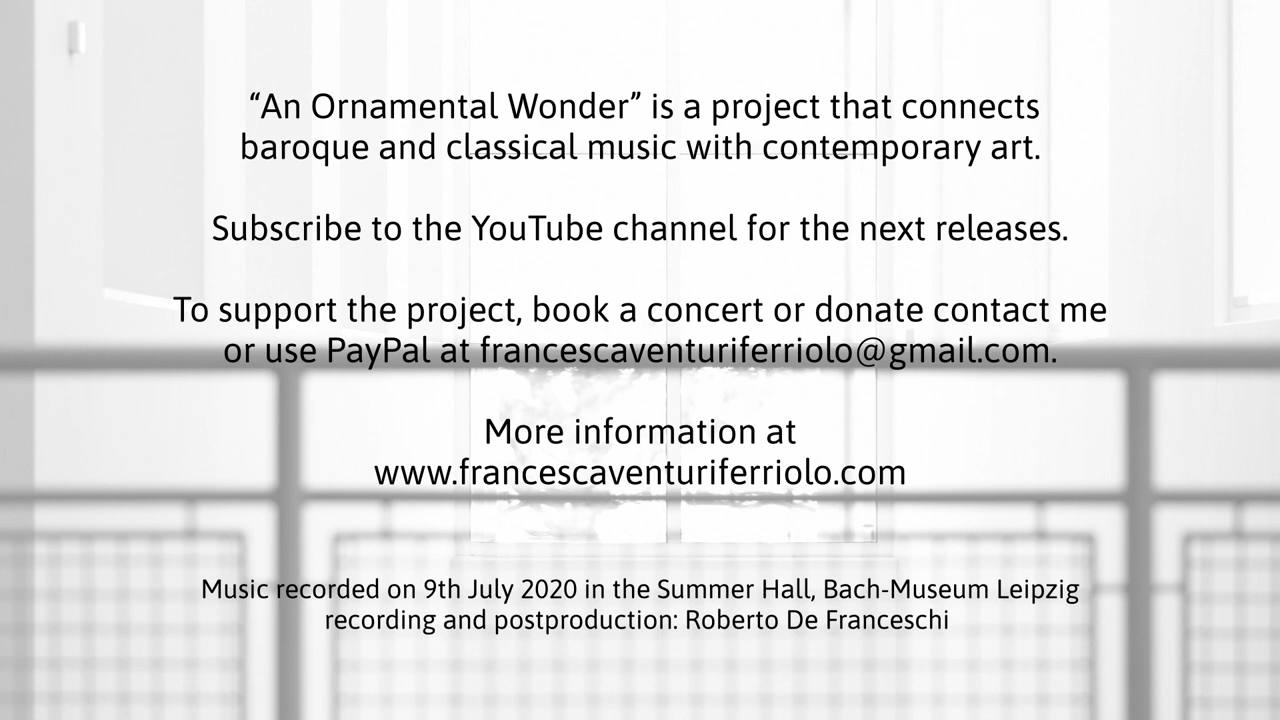 “An Ornamental Wonder” is a project that connects
baroque and classical music with contemporary art.
Subscribe to the YouTube channel for the next releases.
To support the project, book a concert or donate contact me
or use PayPal at francescaventuriferriolo@gmail.com.
More information at
www.francescaventuriferriolo.com
Music recorded on 9th July 2020 in the Summer Hall, Bach-Museum Leipzig
recording and postproduction: Roberto De Franceschi